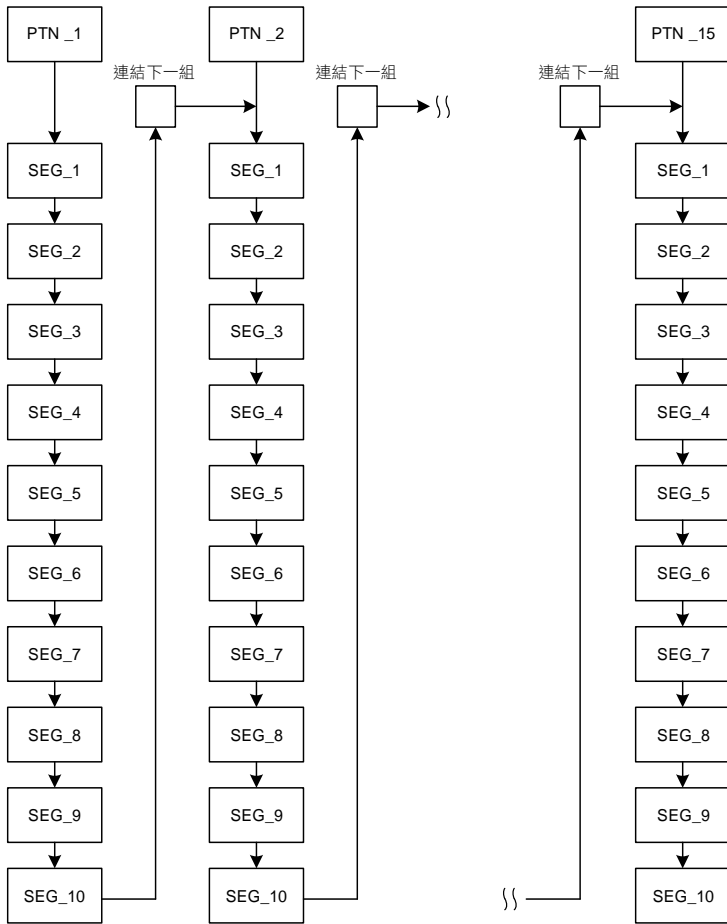 PTN _1
PTN _2
PTN _15
連結下一組
連結下一組
連結下一組
SEG_1
SEG_1
SEG_1
SEG_2
SEG_2
SEG_2
SEG_3
SEG_3
SEG_3
SEG_4
SEG_4
SEG_4
SEG_5
SEG_5
SEG_5
SEG_6
SEG_6
SEG_6
SEG_7
SEG_7
SEG_7
SEG_8
SEG_8
SEG_8
SEG_9
SEG_9
SEG_9
SEG_10
SEG_10
SEG_10